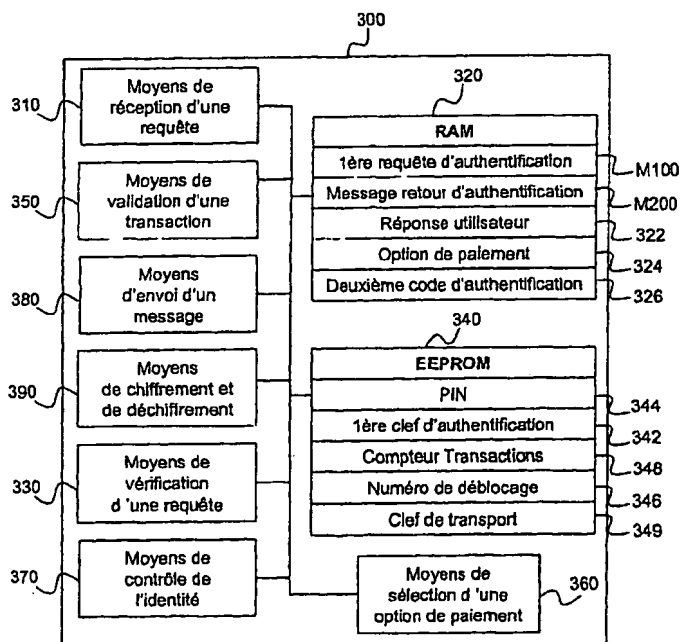 300
310
Moyens de
réception d'une
requête
350
Moyens de
validation d'une
transaction
380
Moyens
d'envoi d'un
message
390
Moyens
de chiffrement et
de déchifirement
330
Moyens de
vérification
d 'une requête
370
Moyens de
contrôle de
l'identité
320
RAM
1ère requête d'authentification
M100
Message retour d'authentification
M200
Réponse utilisateur
322
Option de paiement
324
Deuxième code d'authentification
326
340
EEPROM
PIN
344
1ère clef d'authentification
342
Compteur Transactions
348
Numéro de déblocage
346
Clef de transport
349
Moyens de
sélection d 'une
option de paiement
360